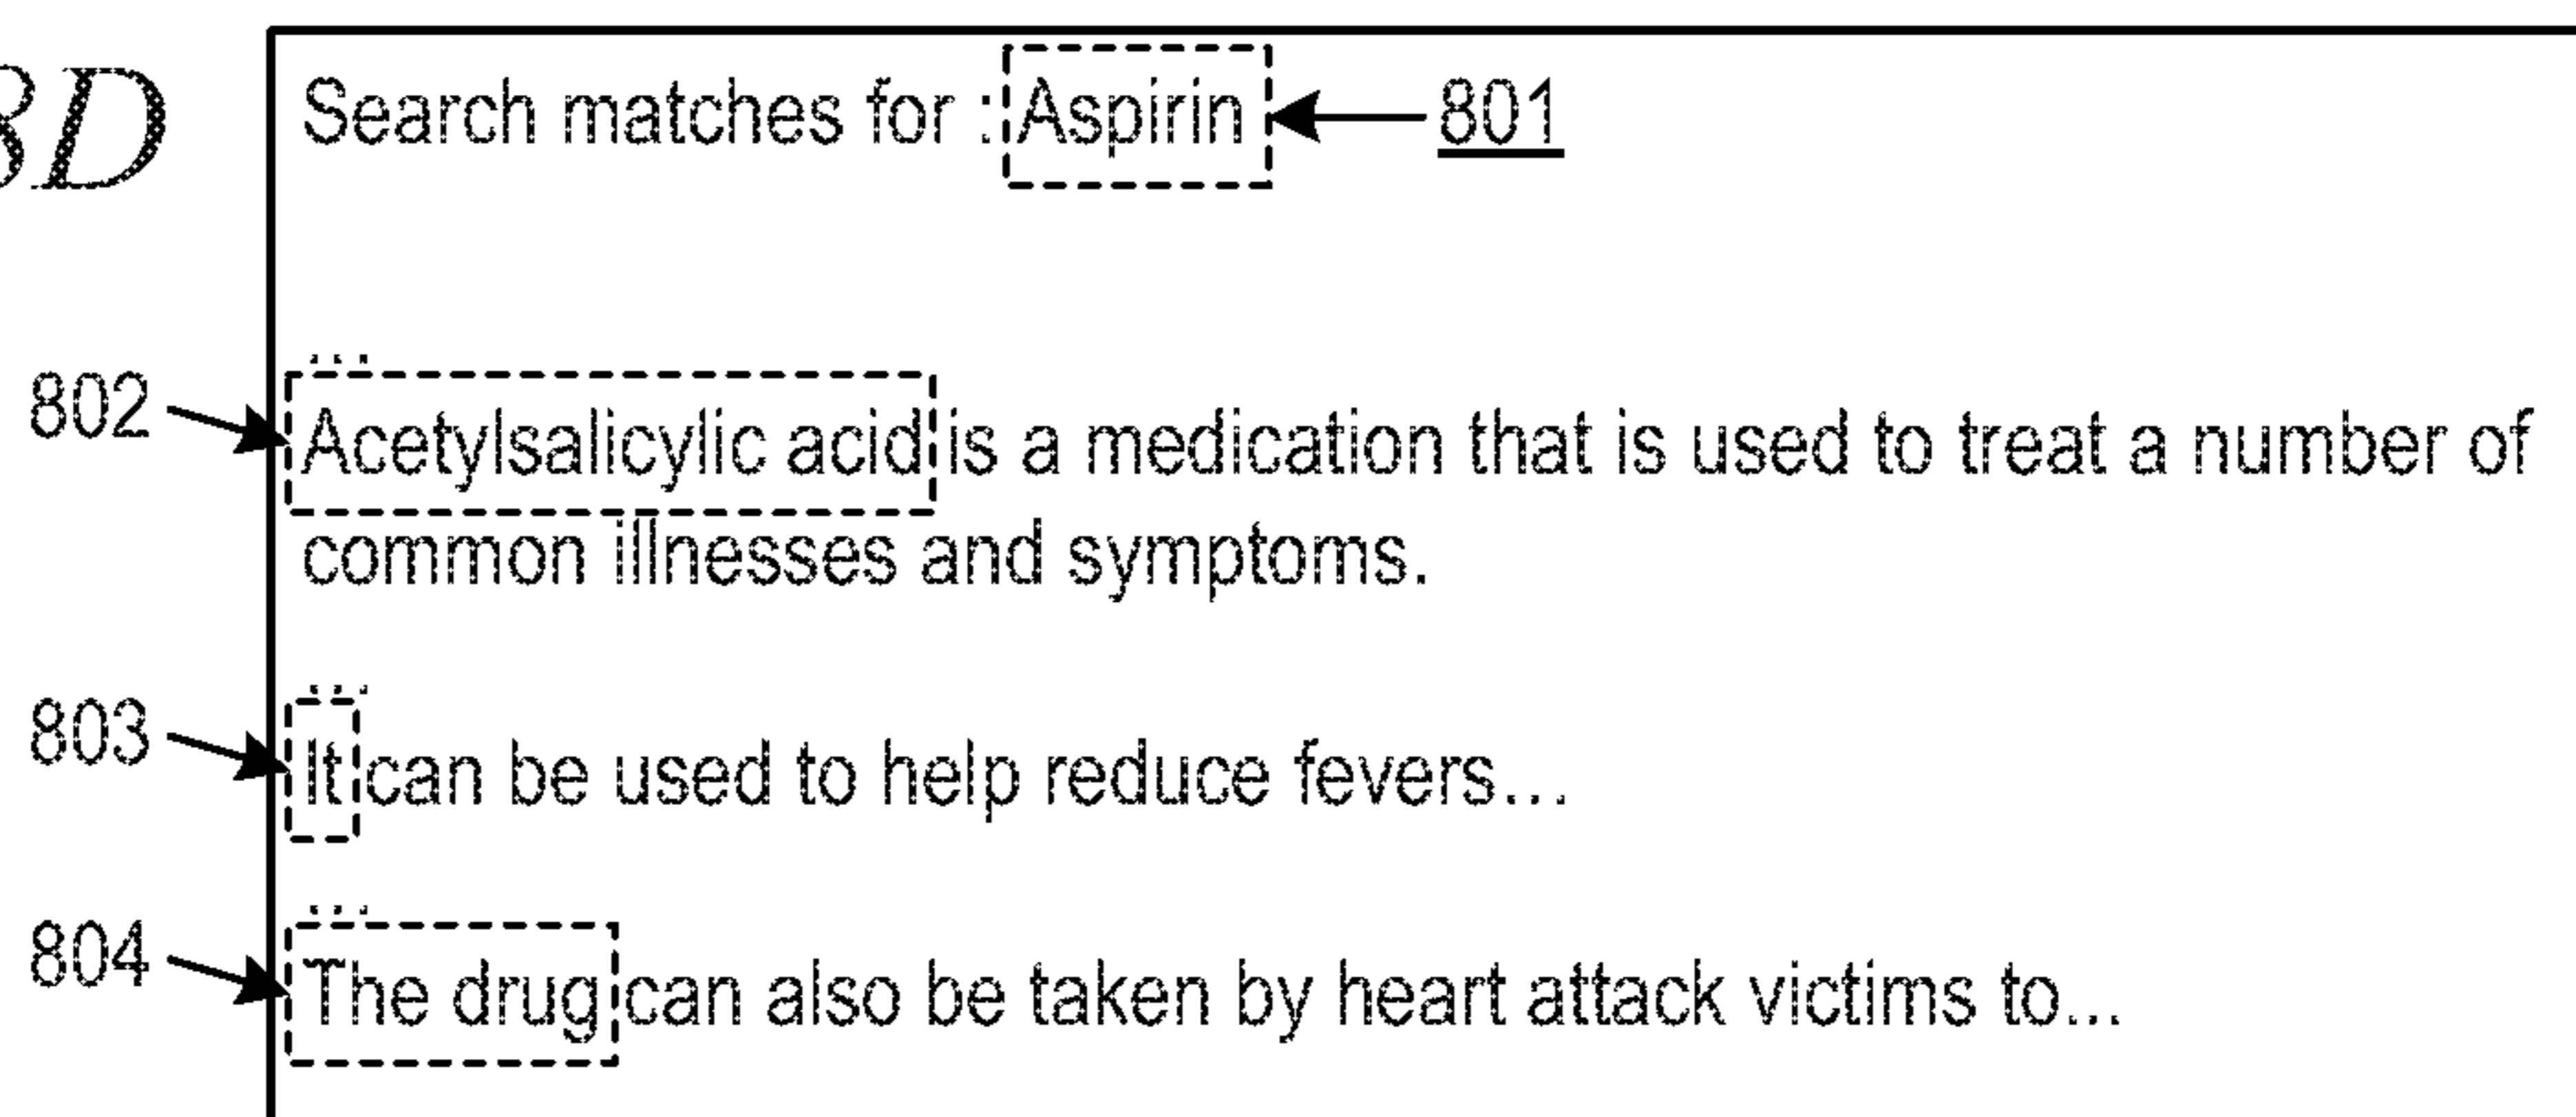 8D
Search matches for : Aspirin 801
...
802 Acetylsalicylic acid is a medication that is used to treat a number of
common illnesses and symptoms.
...
803 It can be used to help reduce fevers...
...
804 The drug can also be taken by heart attack victims to...